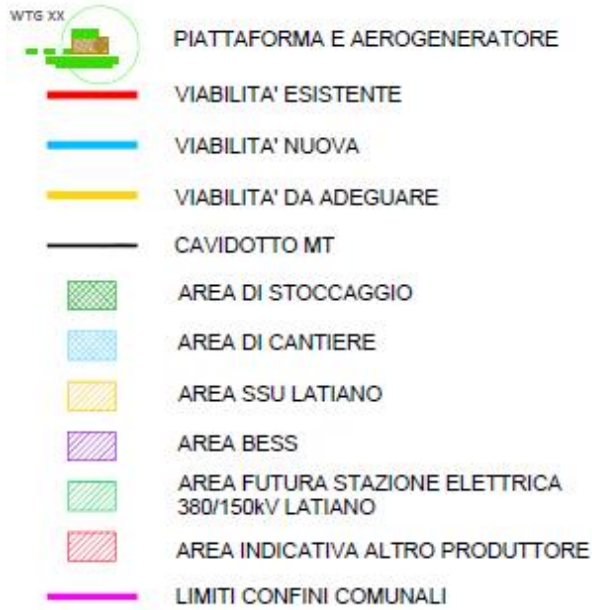 WTG XX
PIATTAFORMA E AEROGENERATORE
VIABILITA' ESISTENTE
VIABILITA' NUOVA
VIABILITA' DA ADEGUARE
CAVIDOTTO MT
AREA DI STOCCAGGIO
AREA DI CANTIERE
AREA SSU LATIANO
AREA BESS
AREA FUTURA STAZIONE ELETTRICA
380/150kV LATIANO
AREA INDICATIVA ALTRO PRODUTTORE
LIMITI CONFINI COMUNALI